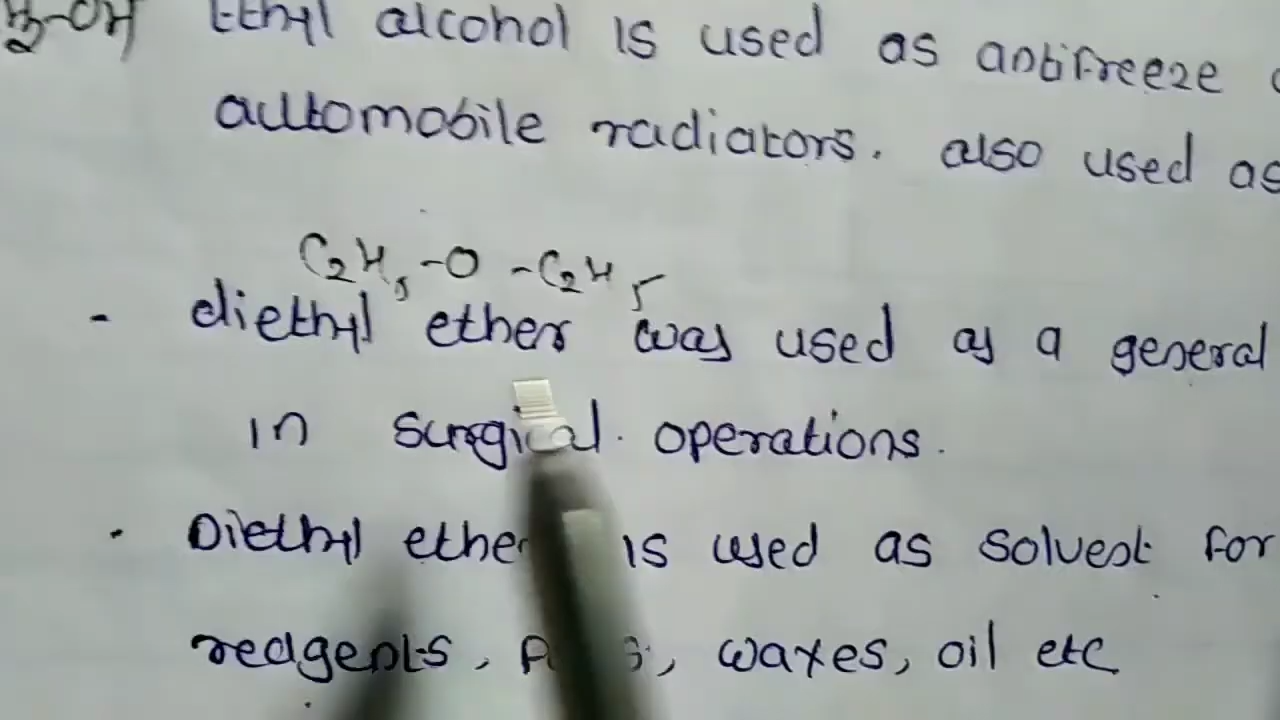 -OH Ethyl alcohol is used as antifreeze
automobile radiators. also used as
C2H5-O-C2H5
- diethyl ether was used as a general
in surgical operations.
• Diethyl ether is used as solvent for
reagents, waxes, oil etc